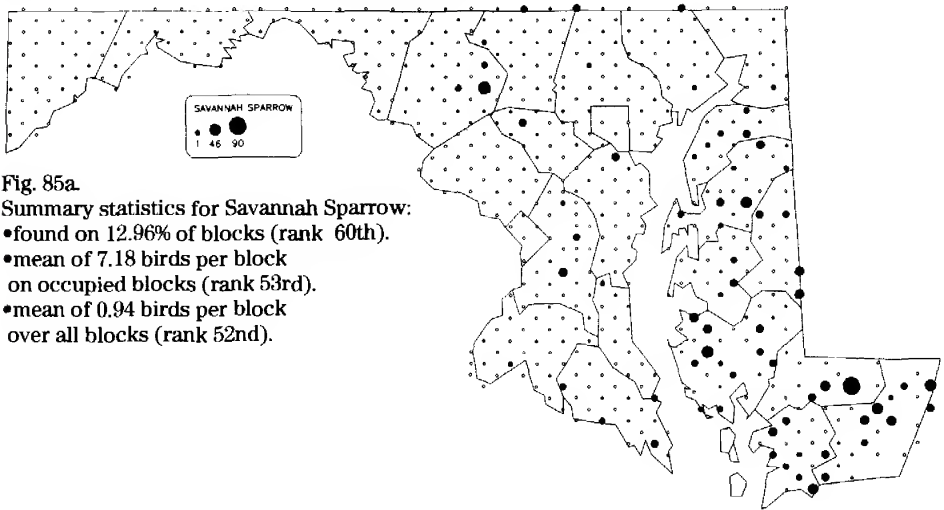 SAVANNAH SPARROW
1 46 90
Fig. 85a.
Summary statistics for Savannah Sparrow:
•found on 12.96% of blocks (rank 60th).
•mean of 7.18 birds per block
on occupied blocks (rank 53rd).
•mean of 0.94 birds per block
over all blocks (rank 52nd).